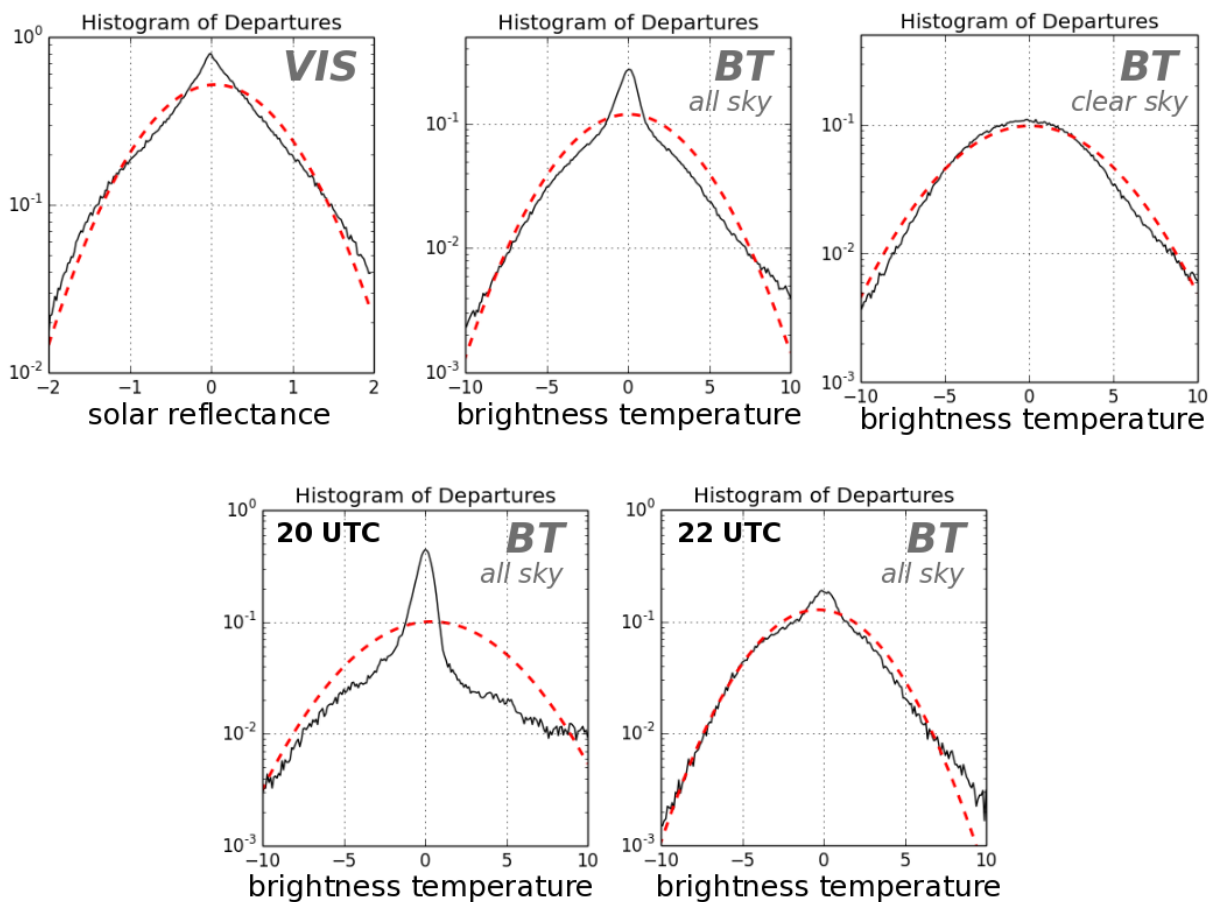 Histogram of Departures
VIS
10^0
10^-1
10^-2
−2 −1 0 1 2
solar reflectance
Histogram of Departures
BT
all sky
10^-1
10^-2
10^-3
−10 −5 0 5 10
brightness temperature
Histogram of Departures
BT
clear sky
10^-1
10^-2
10^-3
−10 −5 0 5 10
brightness temperature
Histogram of Departures
20 UTC
BT
all sky
10^0
10^-1
10^-2
10^-3
−10 −5 0 5 10
brightness temperature
Histogram of Departures
22 UTC
BT
all sky
10^0
10^-1
10^-2
10^-3
−10 −5 0 5 10
brightness temperature